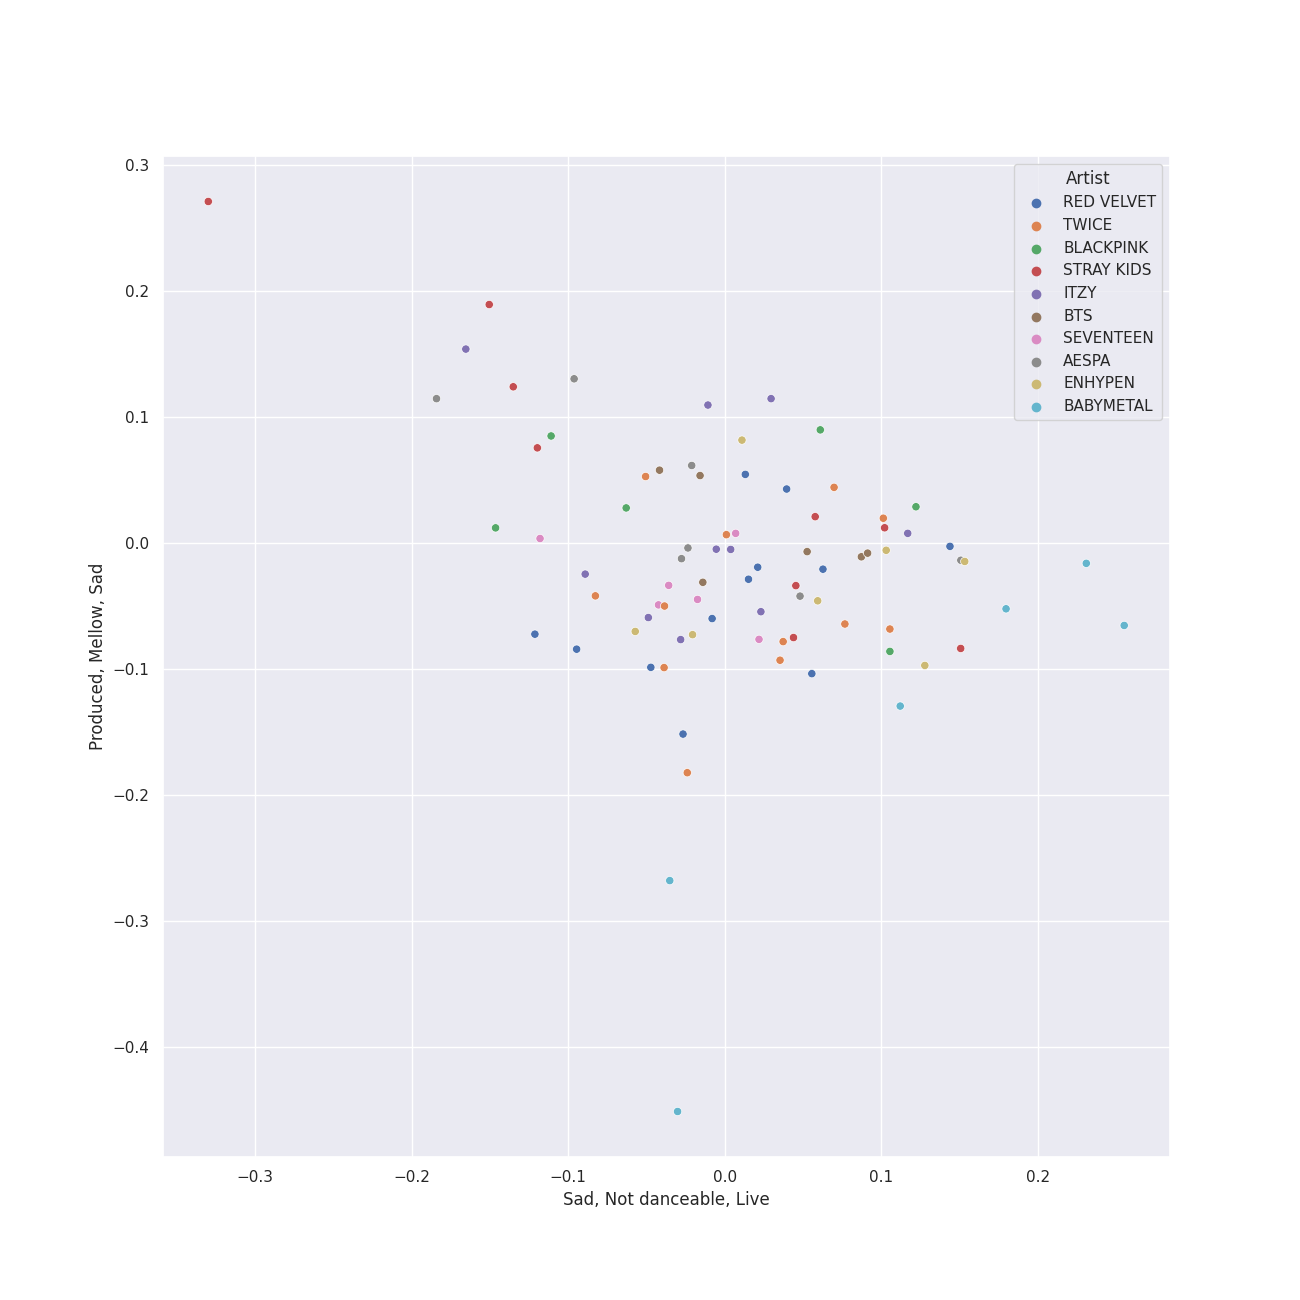 0.3
0.2
0.1
0.0
−0.1
−0.2
−0.3
−0.4
Produced, Mellow, Sad
Artist
RED VELVET
TWICE
BLACKPINK
STRAY KIDS
ITZY
BTS
SEVENTEEN
AESPA
ENHYPEN
BABYMETAL
−0.3 −0.2 −0.1 0.0 0.1 0.2
Sad, Not danceable, Live